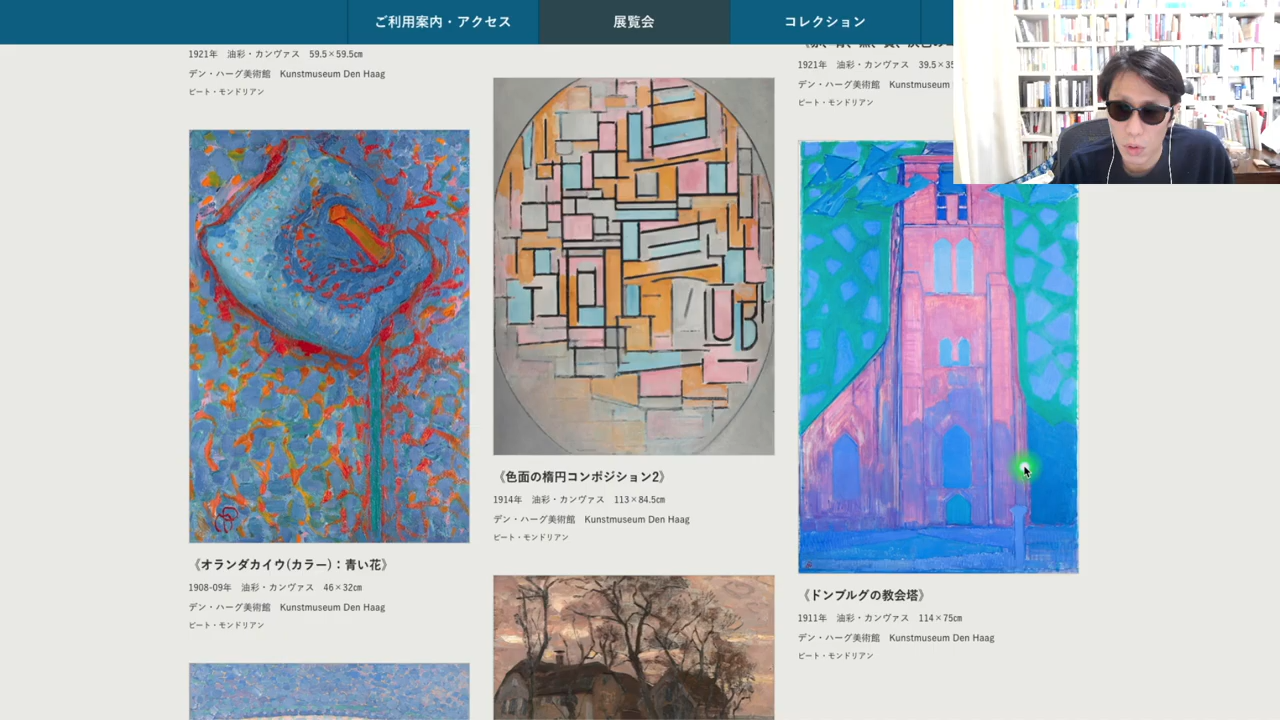 ご利用案内・アクセス
展覧会
コレクション
1921年　油彩・カンヴァス　59.5×59.5㎝
デン・ハーグ美術館　Kunstmuseum Den Haag
ピート・モンドリアン
《オランダカイウ(カラー)：青い花》
1908-09年　油彩・カンヴァス　46×32㎝
デン・ハーグ美術館　Kunstmuseum Den Haag
ピート・モンドリアン
《色面の楕円コンポジション2》
1914年　油彩・カンヴァス　113×84.5㎝
デン・ハーグ美術館　Kunstmuseum Den Haag
ピート・モンドリアン
1921年　油彩・カンヴァス　39.5×35
デン・ハーグ美術館　Kunstmuseum
ピート・モンドリアン
《ドンブルグの教会塔》
1911年　油彩・カンヴァス　114×75㎝
デン・ハーグ美術館　Kunstmuseum Den Haag
ピート・モンドリアン